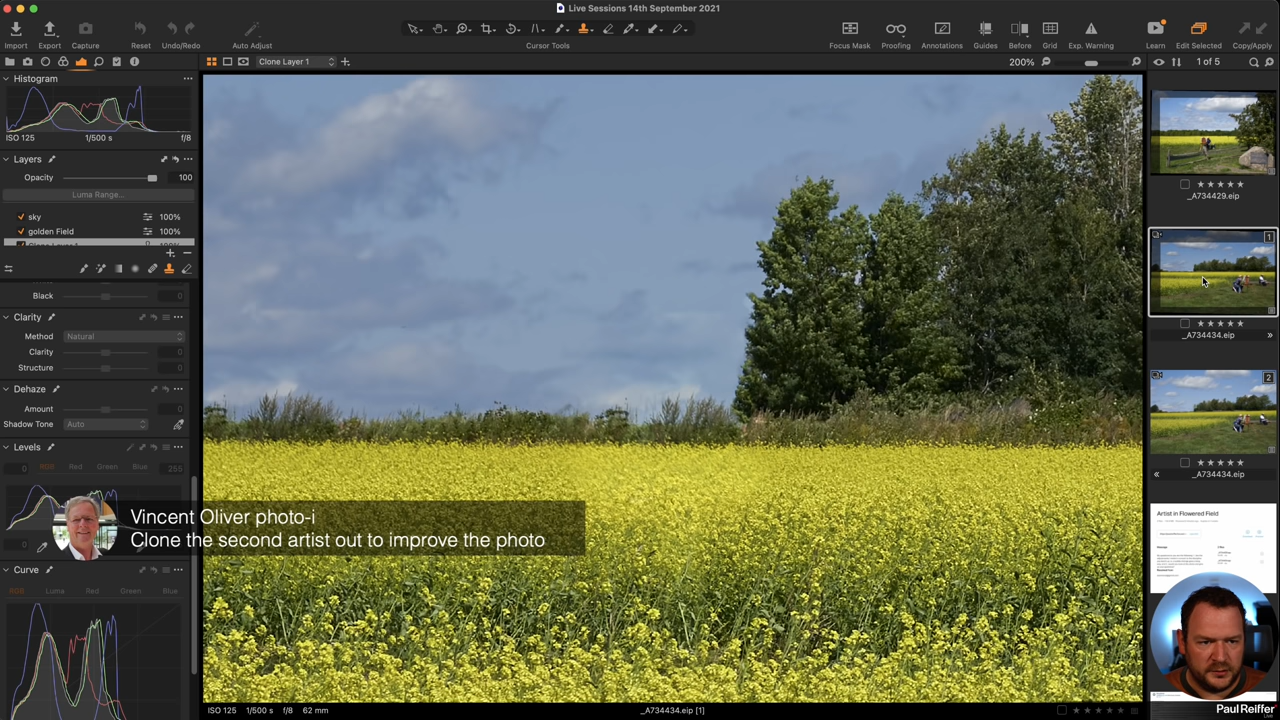 Live Sessions 14th September 2021
Import
Export
Capture
Reset
Undo/Redo
Auto Adjust
Cursor Tools
Focus Mask
Proofing
Annotations
Guides
Before
Grid
Exp. Warning
Learn
Edit Selected
Copy/Apply
Clone Layer 1
200%
1 of 5
Histogram
ISO 125
1/500 s
f/8
Layers
Opacity
100
Luma Range...
sky
100%
golden Field
100%
Black
0
Clarity
Method
Natural
Clarity
0
Structure
0
Dehaze
Amount
0
Shadow Tone
Auto
Levels
0
RGB
Red
Green
Blue
255
0
Vincent Oliver photo-i
Clone the second artist out to improve the photo
Curve
RGB
Luma
Red
Green
Blue
_A734429.eip
1
_A734434.eip
2
_A734434.eip
Artist in Flowered Field
Paul Reiffer
Live
ISO 125
1/500 s
f/8
62 mm
_A734434.eip [1]